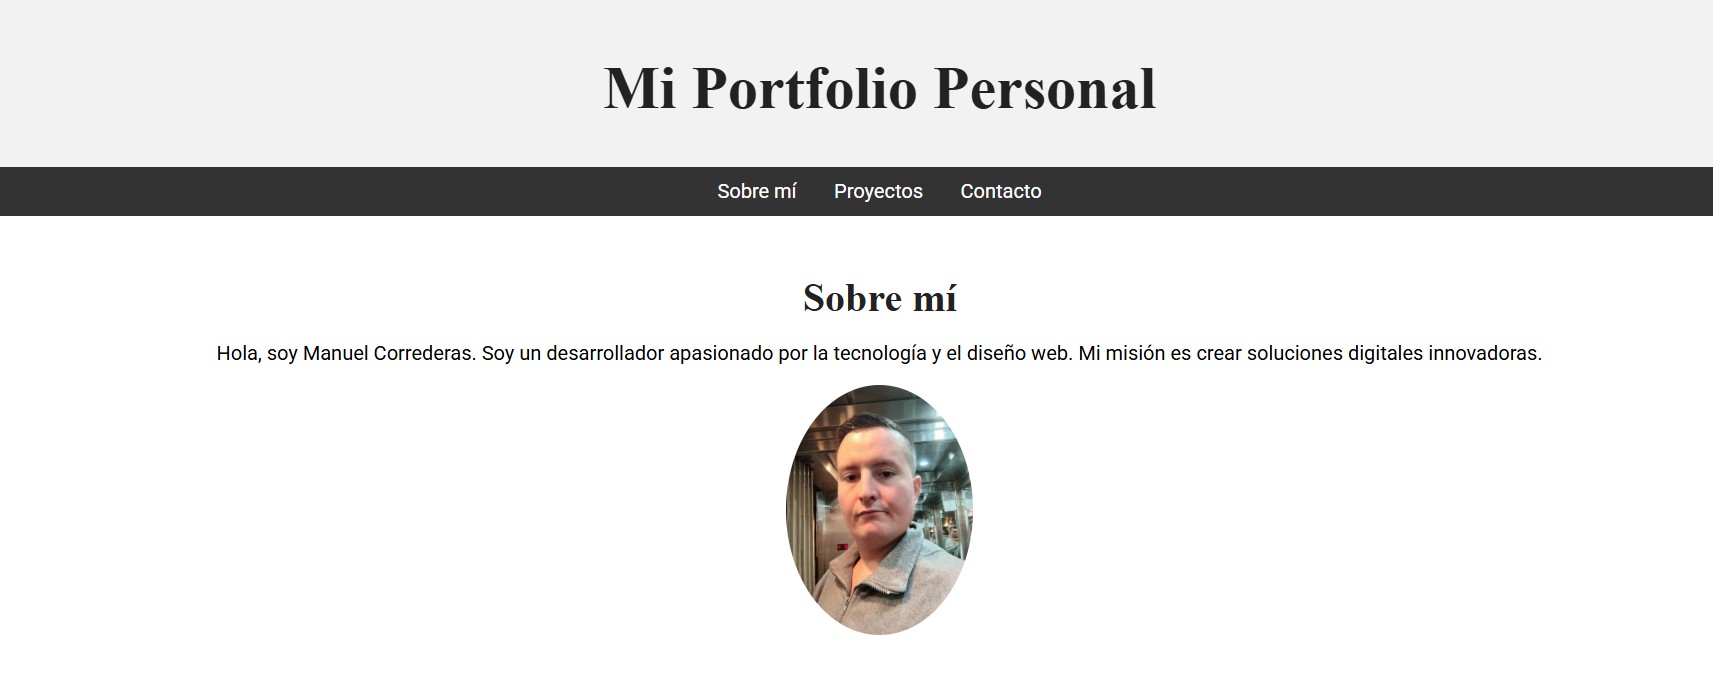 Mi Portfolio Personal
Sobre mí Proyectos Contacto
Sobre mí
Hola, soy Manuel Correderas. Soy un desarrollador apasionado por la tecnología y el diseño web. Mi misión es crear soluciones digitales innovadoras.